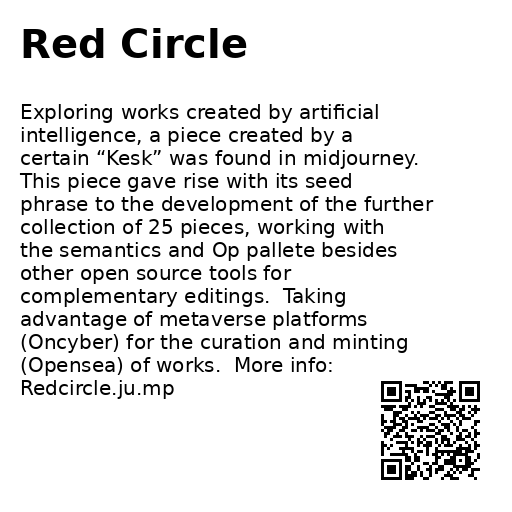 Red Circle
Exploring works created by artificial
intelligence, a piece created by a
certain “Kesk” was found in midjourney.
This piece gave rise with its seed
phrase to the development of the further
collection of 25 pieces, working with
the semantics and Op pallete besides
other open source tools for
complementary editings.  Taking
advantage of metaverse platforms
(Oncyber) for the curation and minting
(Opensea) of works.  More info:
Redcircle.ju.mp